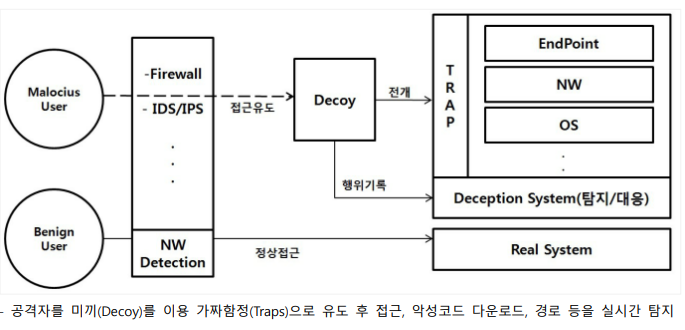 Malocius
User
-Firewall
- IDS/IPS
.
.
.
NW
Detection
접근유도
Decoy
전개
행위기록
T
R
A
P
EndPoint
NW
OS
.
.
Deception System(탐지/대응)
Benign
User
정상접근
Real System
- 공격자를 미끼(Decoy)를 이용 가짜함정(Traps)으로 유도 후 접근, 악성코드 다운로드, 경로 등을 실시간 탐지